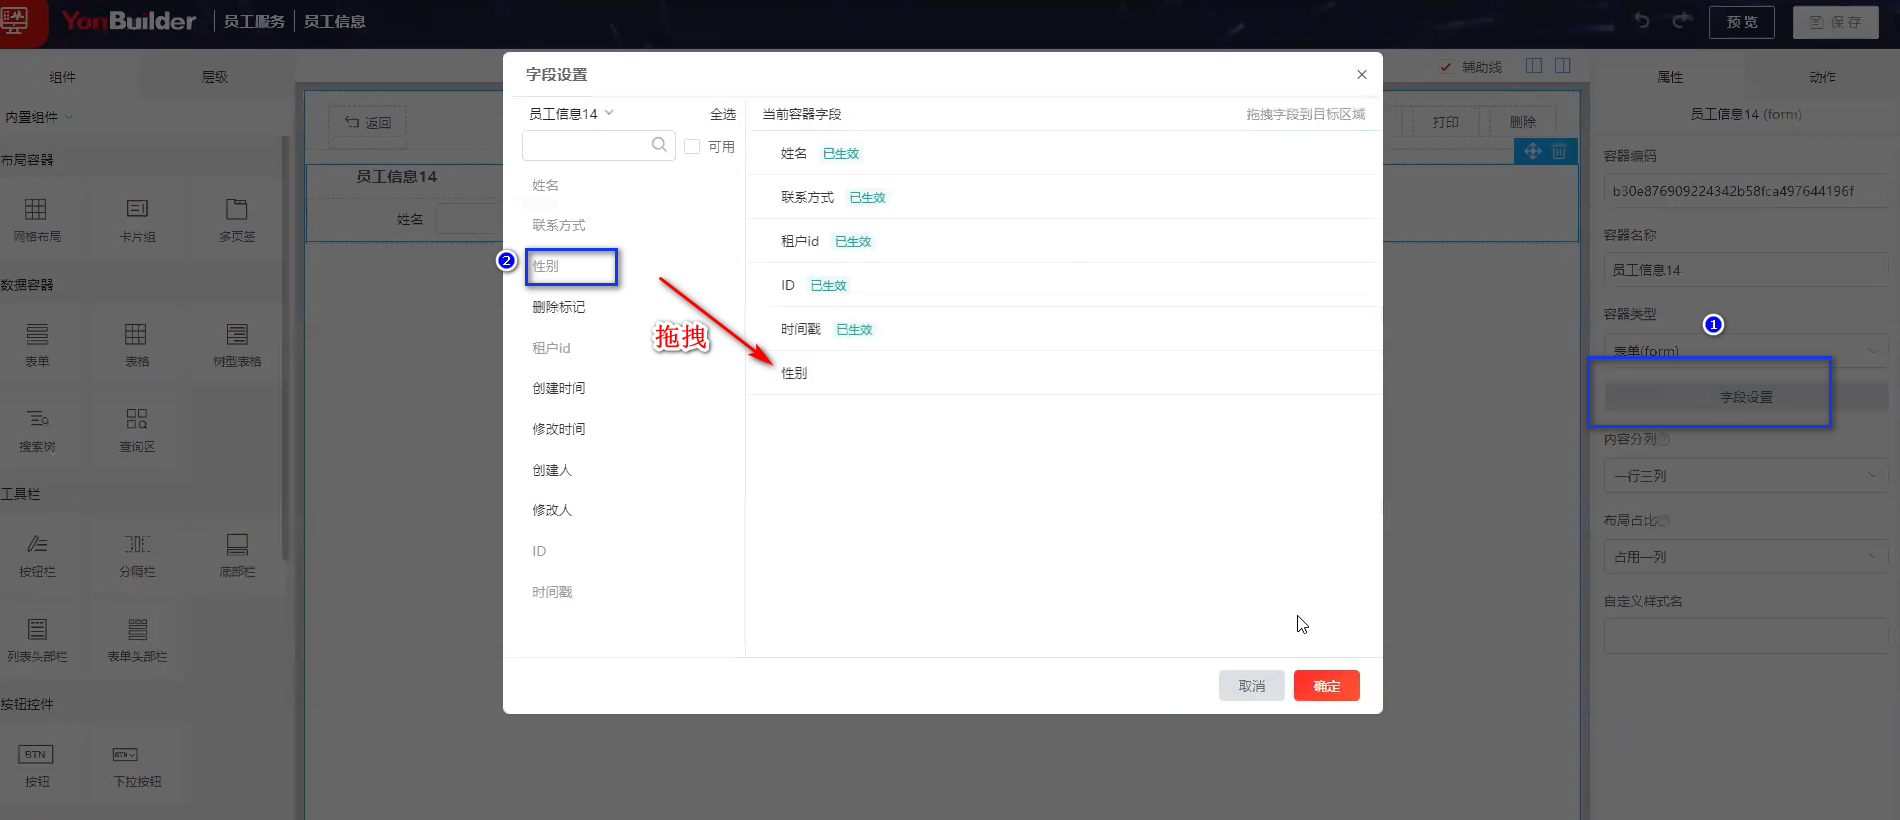 YonBuilder 员工服务 员工信息
预览
保存
组件
层级
内置组件
布局容器
网格布局
卡片组
多页签
数据容器
表单
表格
树型表格
搜索树
查询区
工具栏
按钮栏
分隔栏
底部栏
列表头部栏
表单头部栏
按钮控件
BTN
BTN
按钮
下拉按钮
返回
员工信息14
姓名
辅助线
打印
删除
字段设置
员工信息14
全选
可用
姓名
联系方式
2
性别
删除标记
租户id
创建时间
修改时间
创建人
修改人
ID
时间戳
拖拽
当前容器字段
拖拽字段到目标区域
姓名 已生效
联系方式 已生效
租户id 已生效
ID 已生效
时间戳 已生效
性别
取消
确定
属性
动作
员工信息14 (form)
容器编码
b30e876909224342b58fca497644196f
容器名称
员工信息14
容器类型
1
表单(form)
字段设置
内容分列
一行三列
布局占比
占用一列
自定义样式名